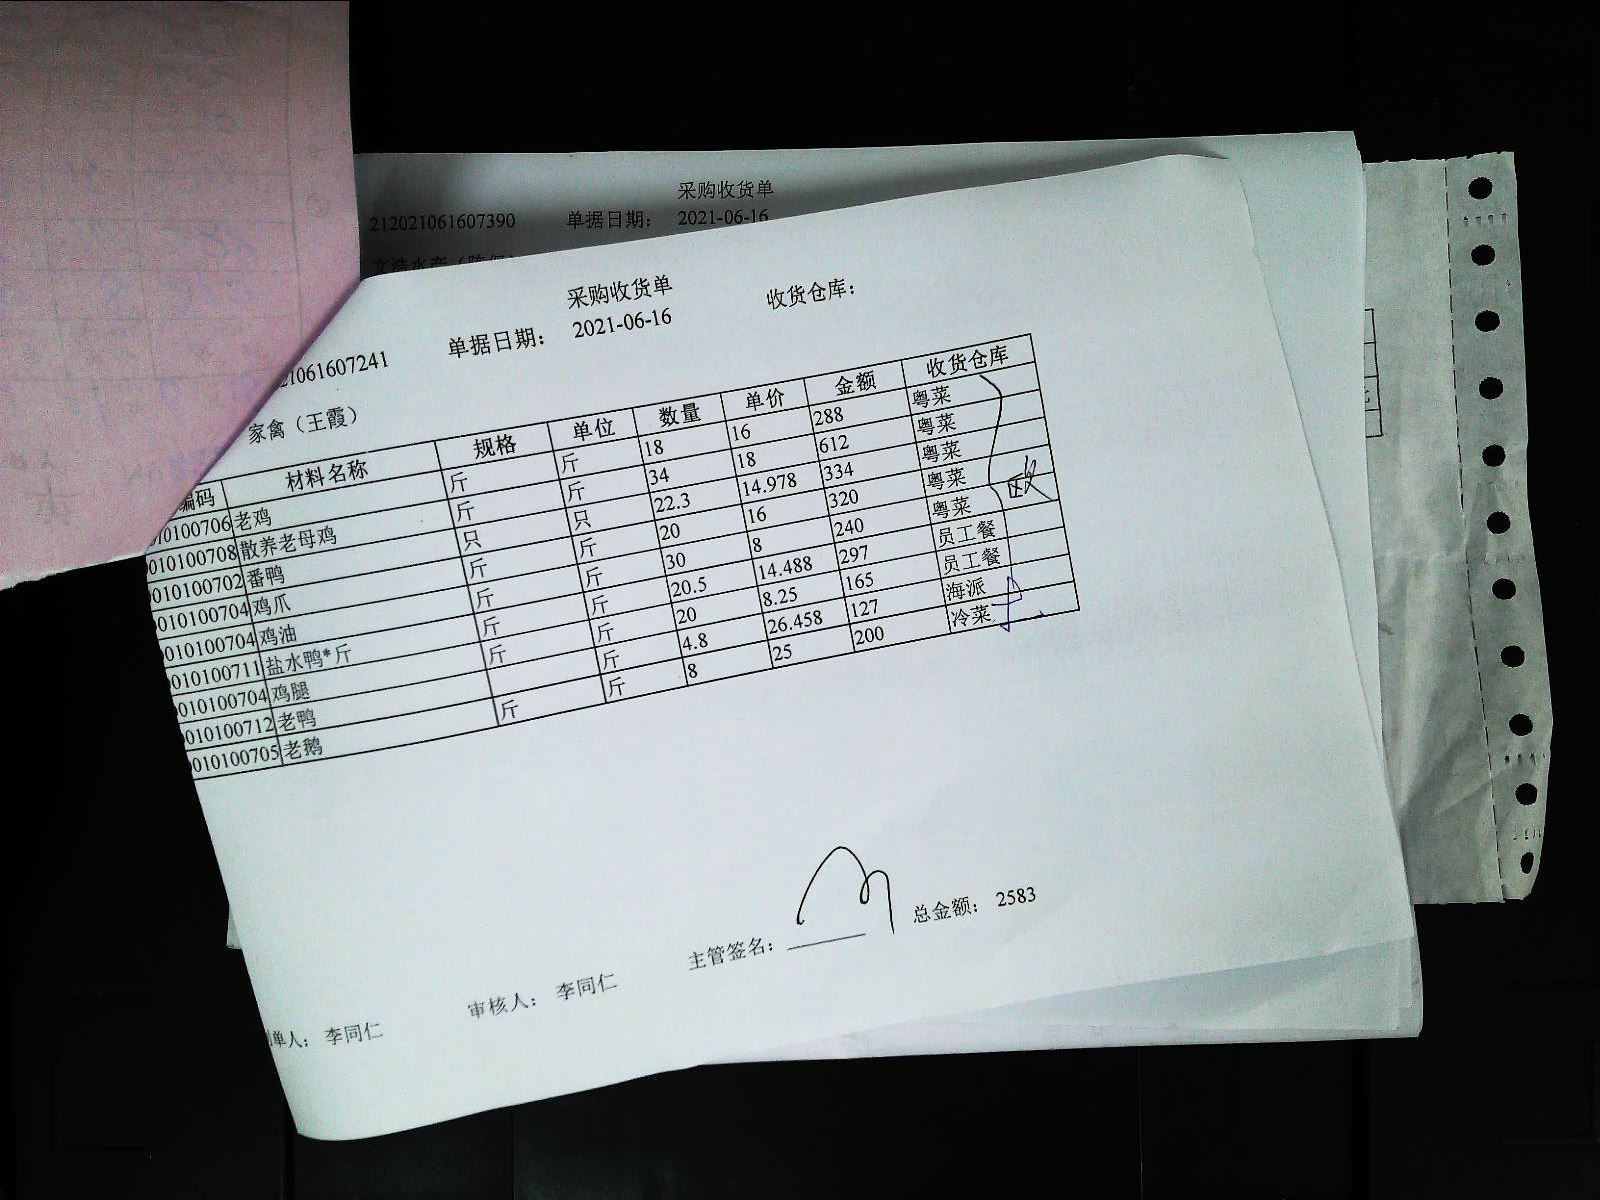 采购收货单
212021061607390 单据日期： 2021-06-16
采购收货单
21061607241 单据日期： 2021-06-16 收货仓库：
家禽（王霞）
编码 材料名称 规格 单位 数量 单价 金额 收货仓库
010100706 老鸡 斤 斤 18 16 288 粤菜
010100708 散养老母鸡 斤 斤 34 18 612 粤菜
010100702 番鸭 只 只 22.3 14.978 334 粤菜
010100704 鸡爪 斤 斤 20 16 320 粤菜
010100704 鸡油 斤 斤 30 8 240 粤菜
010100711 盐水鸭*斤 斤 斤 20.5 14.488 297 员工餐
010100704 鸡腿 斤 斤 20 8.25 165 员工餐
010100712 老鸭 斤 4.8 26.458 127 海派
010100705 老鹅 斤 斤 8 25 200 冷菜
主管签名： 总金额： 2583
单人： 李同仁 审核人： 李同仁